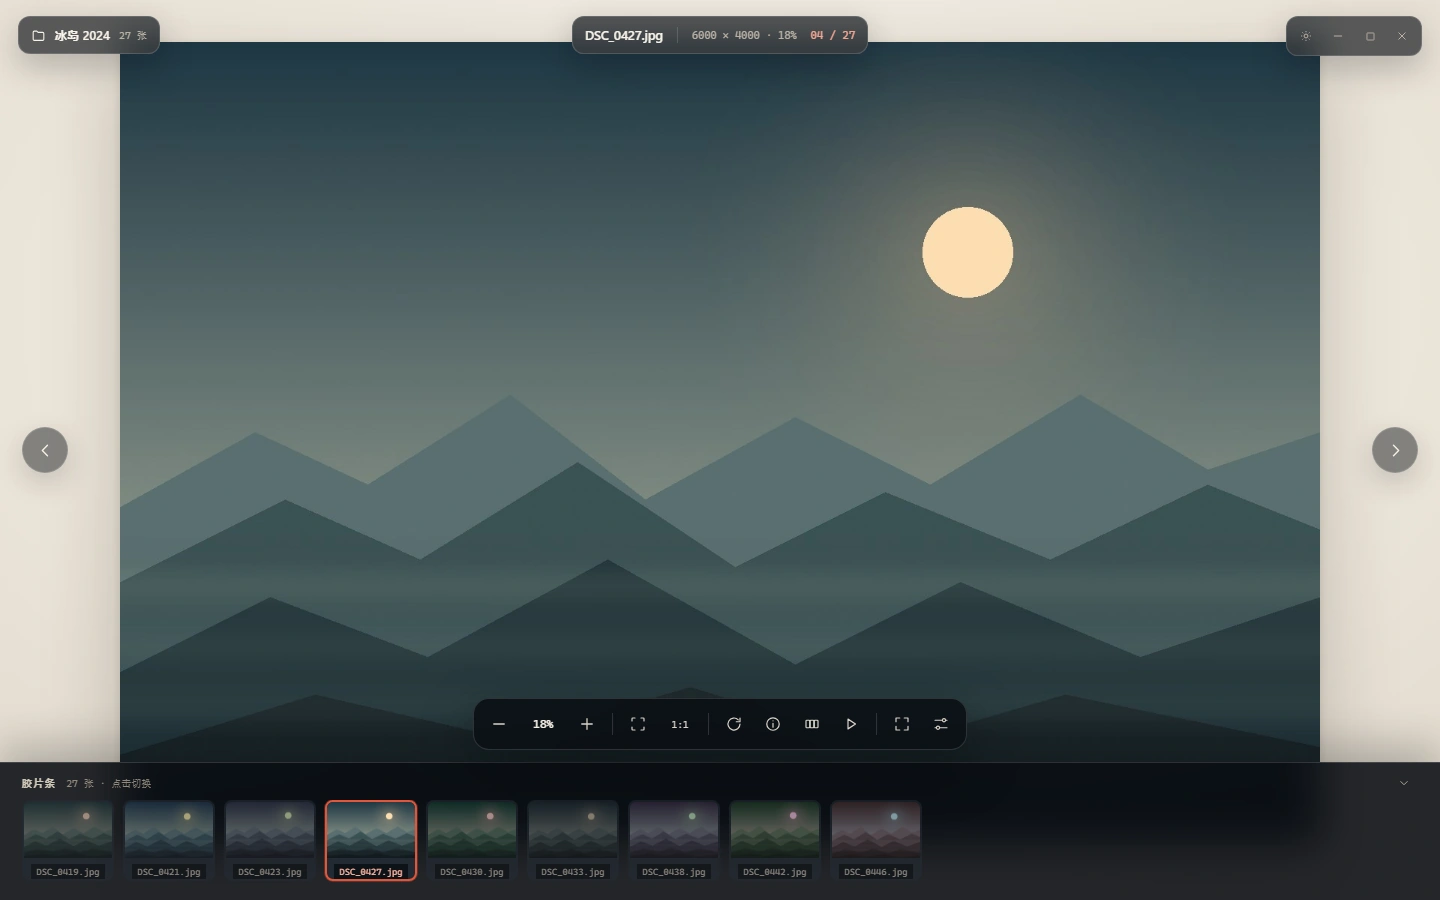 冰岛 2024 27 张
DSC_0427.jpg 6000 × 4000 · 18% 04 / 27
18% 1:1
胶片条 27 张 · 点击切换
DSC_0419.jpg DSC_0421.jpg DSC_0423.jpg DSC_0427.jpg DSC_0430.jpg DSC_0433.jpg DSC_0438.jpg DSC_0442.jpg DSC_0446.jpg